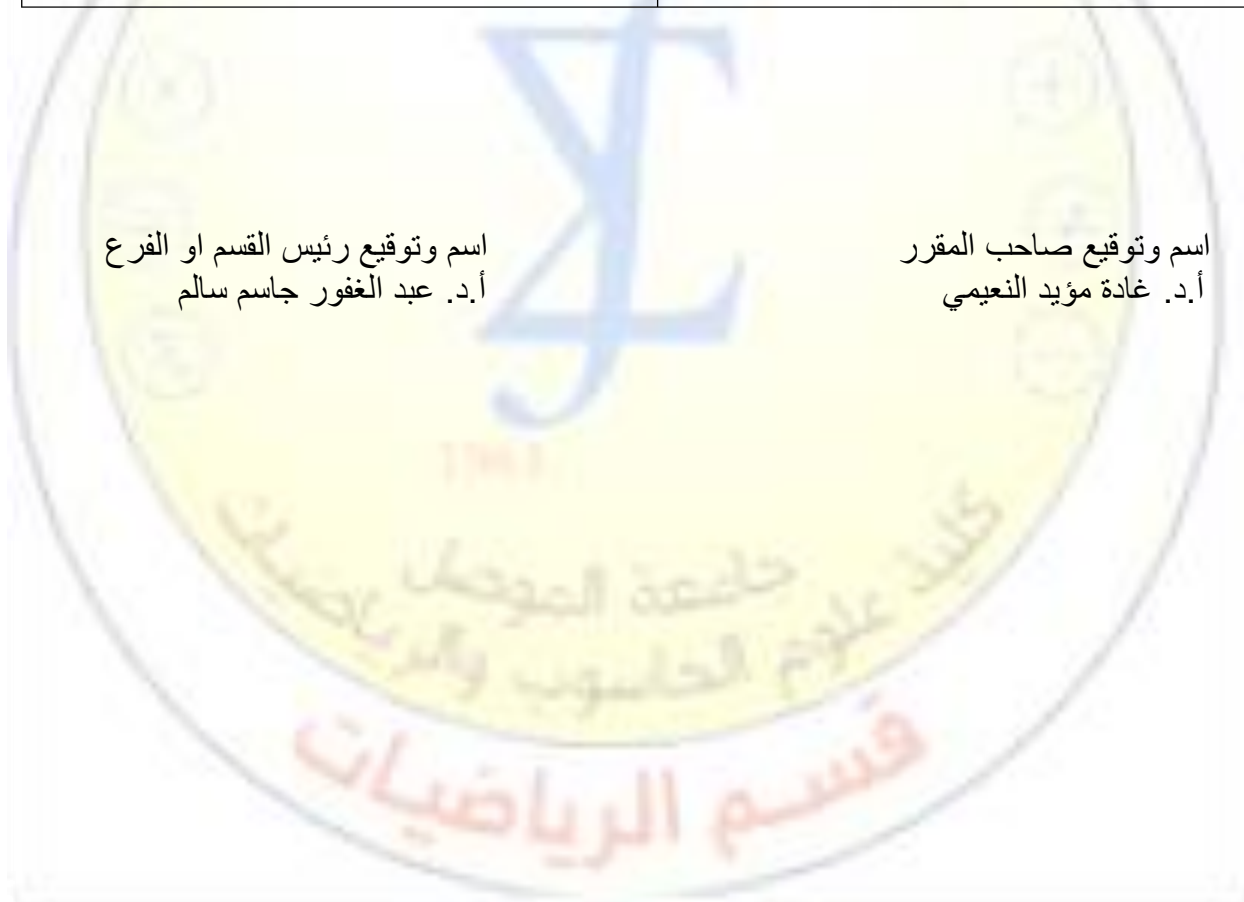 اسم وتوقيع صاحب المقرر
أ.د. غادة مؤيد النعيمي
اسم وتوقيع رئيس القسم او الفرع
أ.د. عبد الغفور جاسم سالم
جامعة الموصل
كلية علوم الحاسوب والرياضيات
قسم الرياضيات